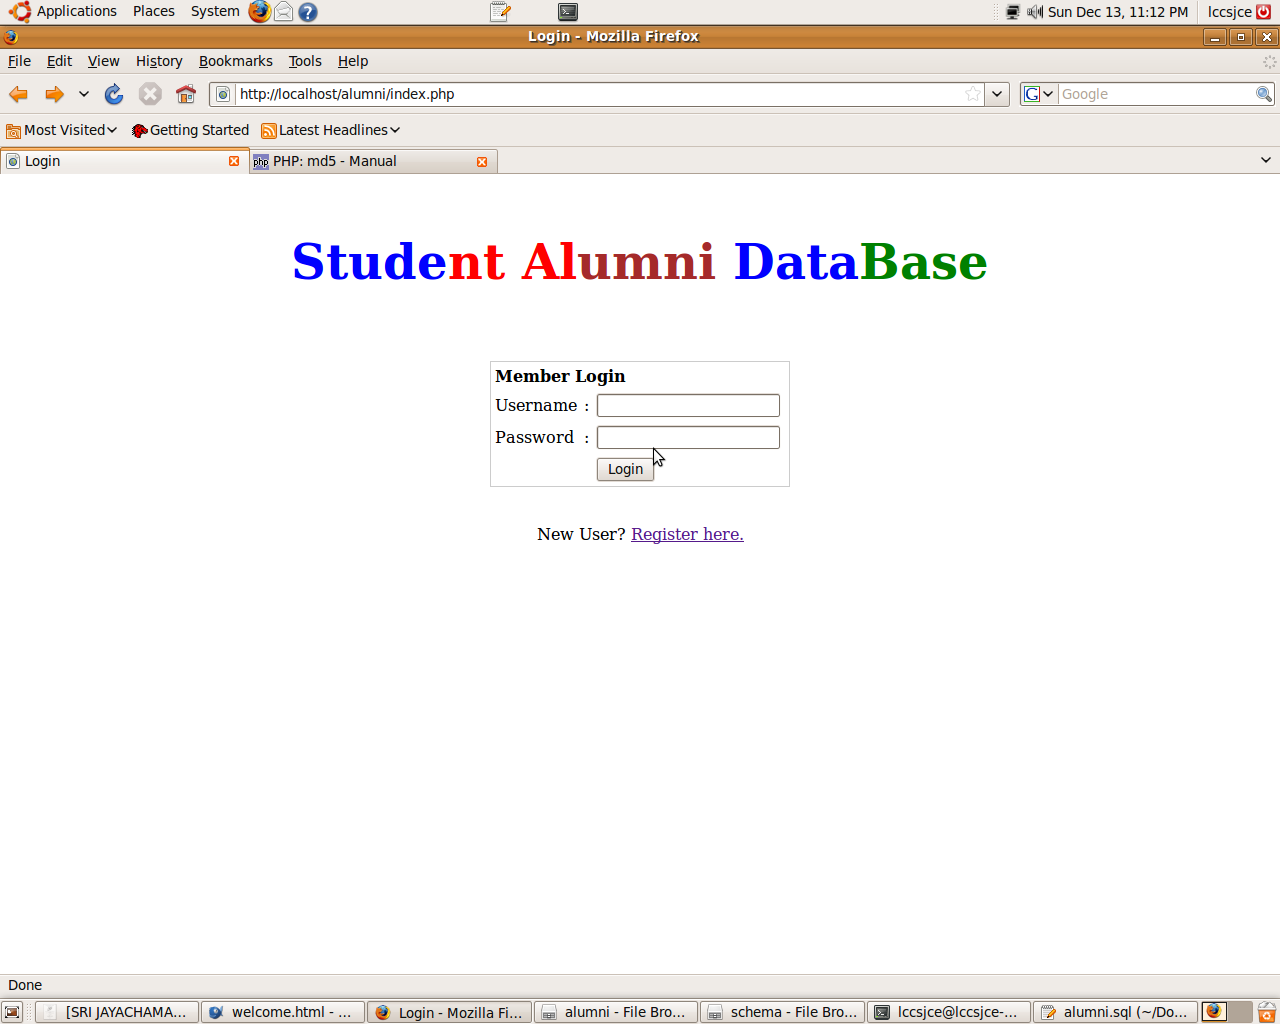 Applications Places System Sun Dec 13, 11:12 PM lccsjce
Login - Mozilla Firefox
File Edit View History Bookmarks Tools Help
http://localhost/alumni/index.php G Google
Most Visited Getting Started Latest Headlines
Login php PHP: md5 - Manual
Student Alumni DataBase
Member Login
Username :
Password :
Login
New User? Register here.
Done
[SRI JAYACHAMA... welcome.html - ... Login - Mozilla Fi... alumni - File Bro... schema - File Bro... lccsjce@lccsjce-... alumni.sql (~/Do...